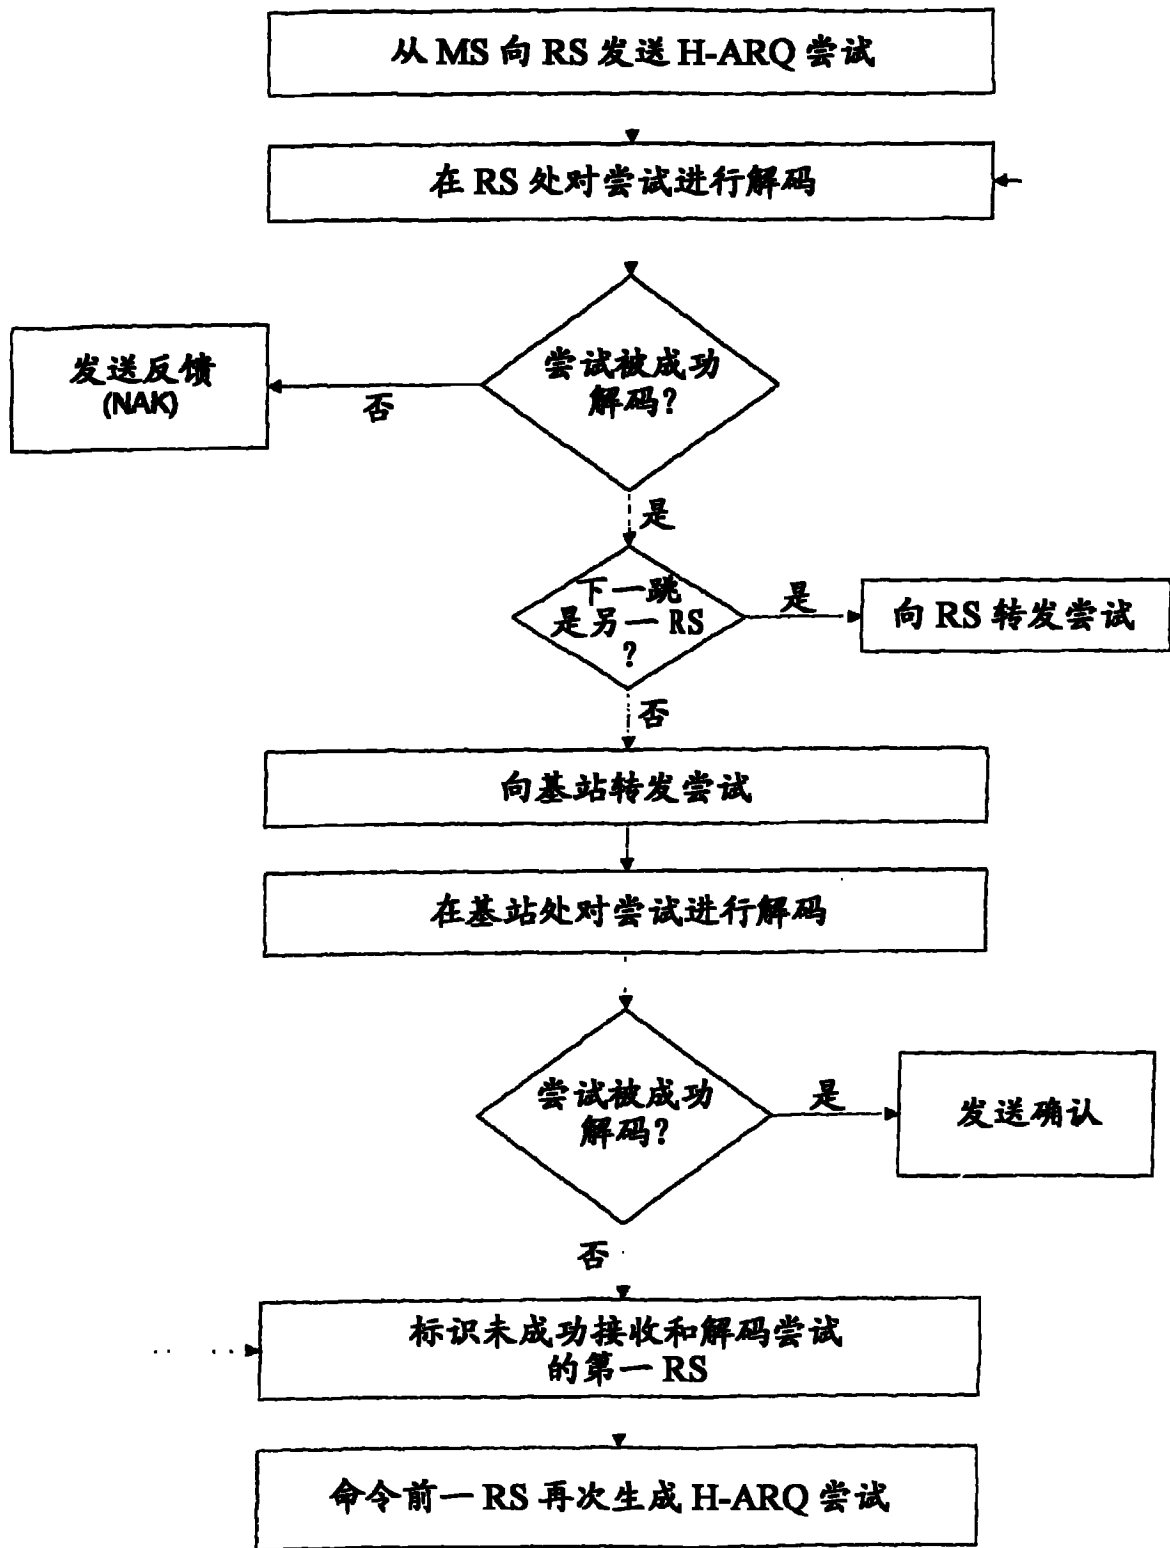 从 MS 向 RS 发送 H-ARQ 尝试
在 RS 处对尝试进行解码
尝试被成功
解码?
发送反馈
(NAK)
否
是
下一跳
是另一 RS
?
是
向 RS 转发尝试
否
向基站转发尝试
在基站处对尝试进行解码
尝试被成功
解码?
是
发送确认
否
标识未成功接收和解码尝试
的第一 RS
命令前一 RS 再次生成 H-ARQ 尝试